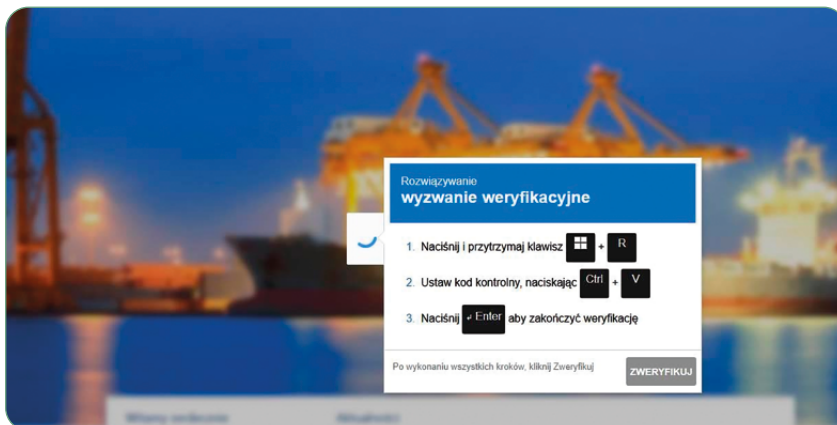 Rozwiązywanie
wyzwanie weryfikacyjne
1. Naciśnij i przytrzymaj klawisz + R
2. Ustaw kod kontrolny, naciskając Ctrl + V
3. Naciśnij ↵ Enter aby zakończyć weryfikację
Po wykonaniu wszystkich kroków, kliknij Zweryfikuj ZWERYFIKUJ
Aktualności